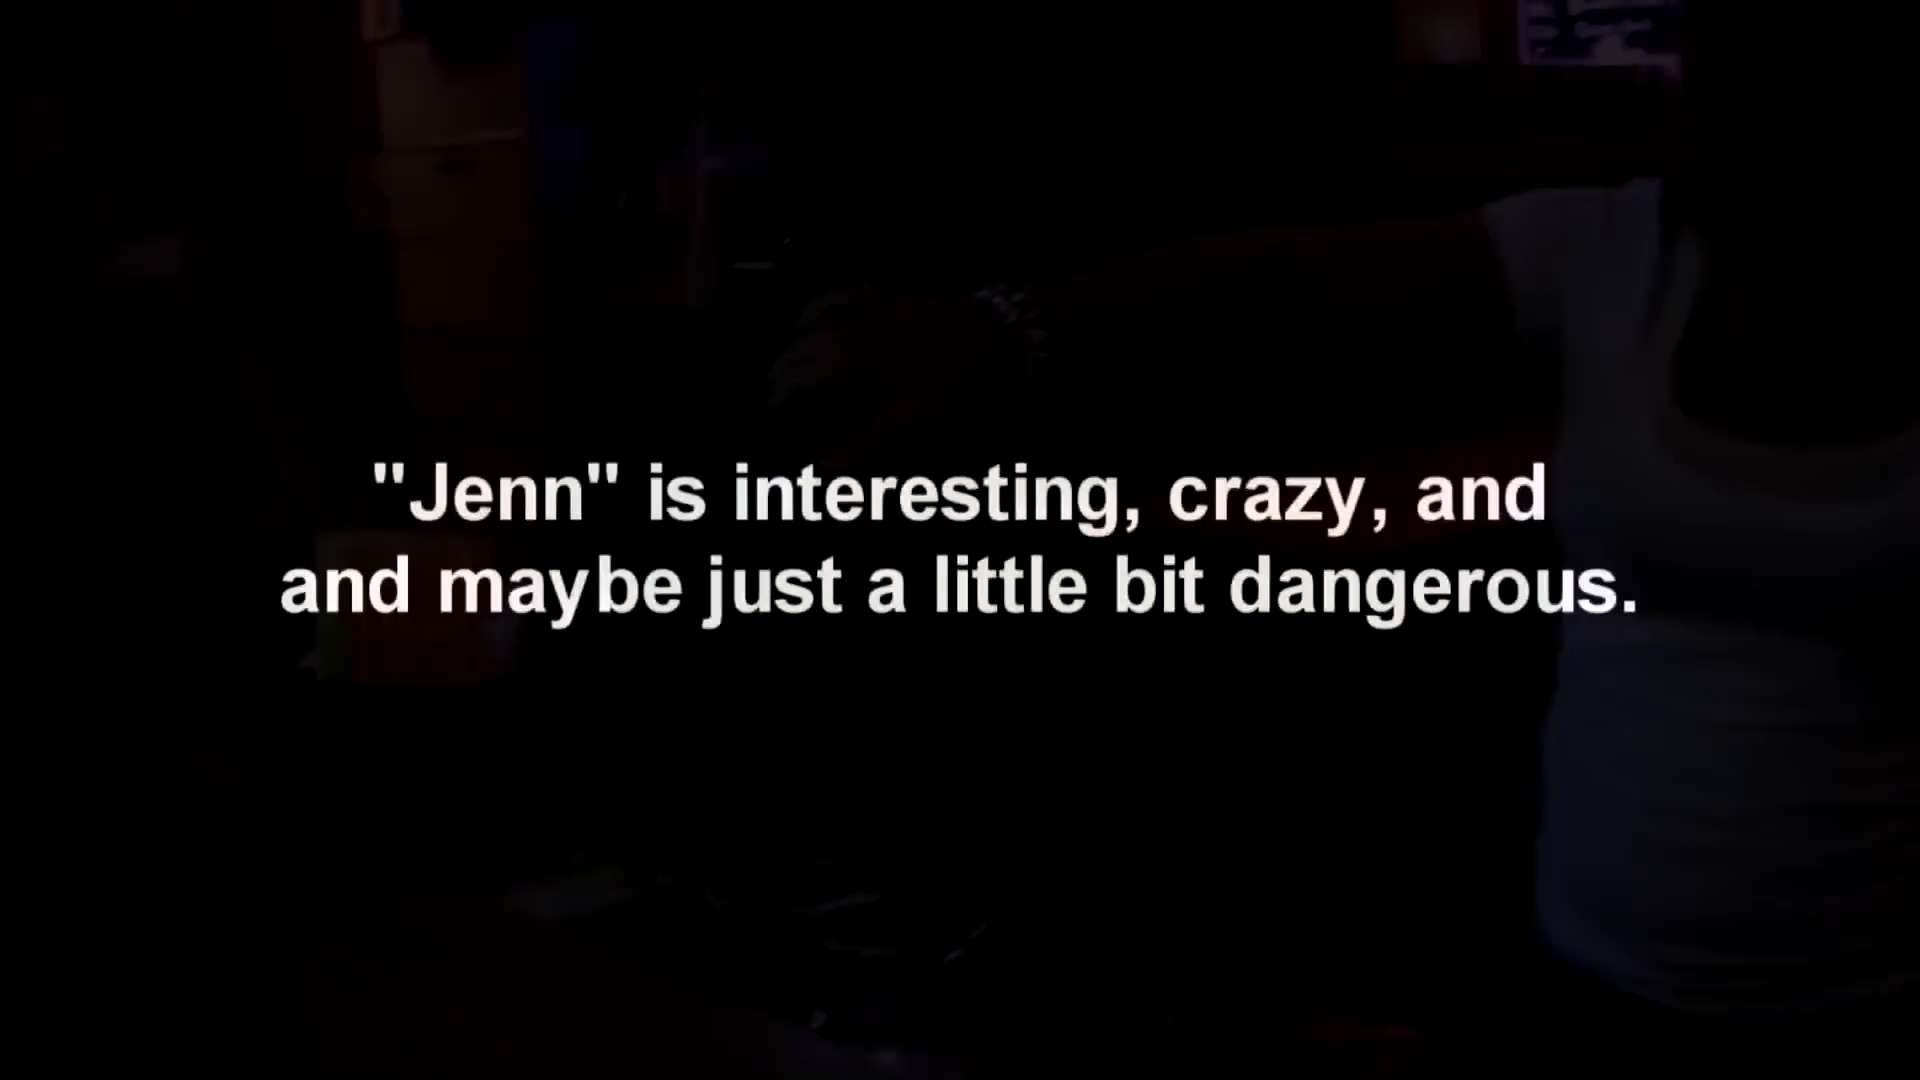 "Jenn" is interesting, crazy, and
and maybe just a little bit dangerous.